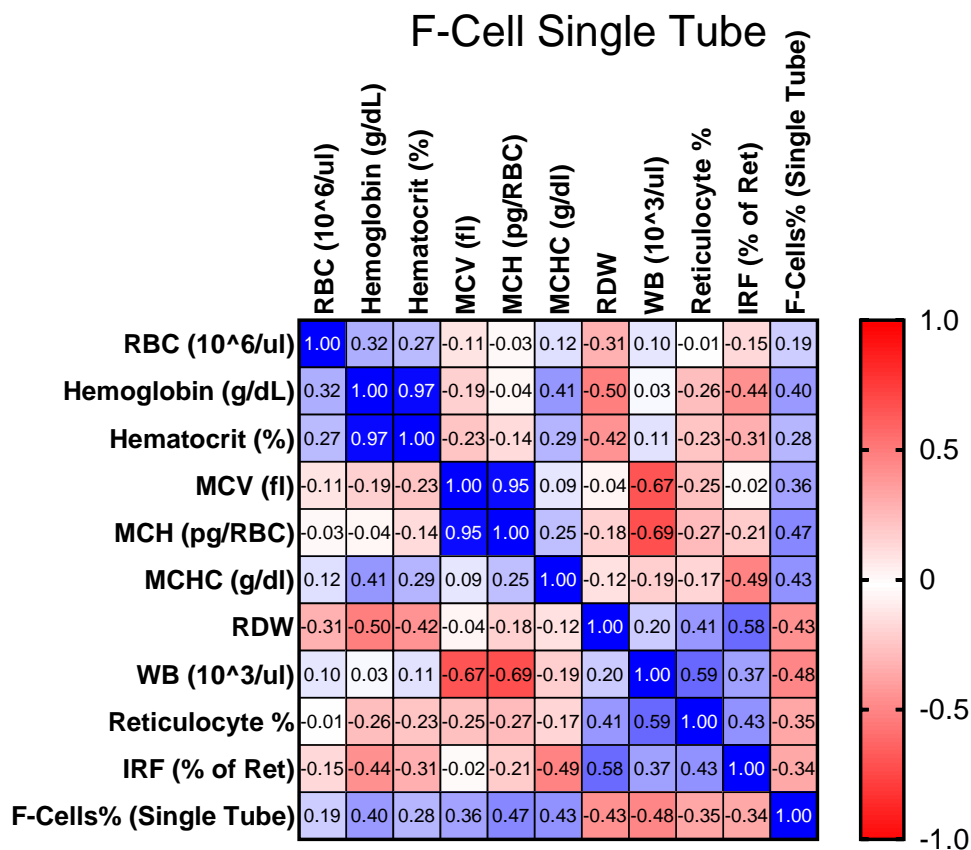 F-Cell Single Tube
RBC (10^6/ul) Hemoglobin (g/dL) Hematocrit (%) MCV (fl) MCH (pg/RBC) MCHC (g/dl) RDW WB (10^3/ul) Reticulocyte % IRF (% of Ret) F-Cells% (Single Tube)
RBC (10^6/ul) 1.00 0.32 0.27 -0.11 -0.03 0.12 -0.31 0.10 -0.01 -0.15 0.19
Hemoglobin (g/dL) 0.32 1.00 0.97 -0.19 -0.04 0.41 -0.50 0.03 -0.26 -0.44 0.40
Hematocrit (%) 0.27 0.97 1.00 -0.23 -0.14 0.29 -0.42 0.11 -0.23 -0.31 0.28
MCV (fl) -0.11 -0.19 -0.23 1.00 0.95 0.09 -0.04 -0.67 -0.25 -0.02 0.36
MCH (pg/RBC) -0.03 -0.04 -0.14 0.95 1.00 0.25 -0.18 -0.69 -0.27 -0.21 0.47
MCHC (g/dl) 0.12 0.41 0.29 0.09 0.25 1.00 -0.12 -0.19 -0.17 -0.49 0.43
RDW -0.31 -0.50 -0.42 -0.04 -0.18 -0.12 1.00 0.20 0.41 0.58 -0.43
WB (10^3/ul) 0.10 0.03 0.11 -0.67 -0.69 -0.19 0.20 1.00 0.59 0.37 -0.48
Reticulocyte % -0.01 -0.26 -0.23 -0.25 -0.27 -0.17 0.41 0.59 1.00 0.43 -0.35
IRF (% of Ret) -0.15 -0.44 -0.31 -0.02 -0.21 -0.49 0.58 0.37 0.43 1.00 -0.34
F-Cells% (Single Tube) 0.19 0.40 0.28 0.36 0.47 0.43 -0.43 -0.48 -0.35 -0.34 1.00
1.0
0.5
0
-0.5
-1.0